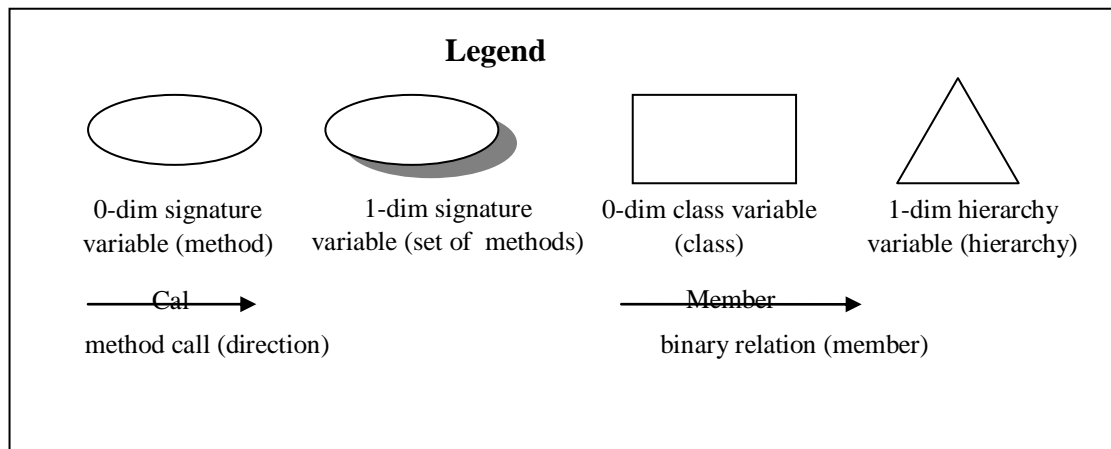 Legend
0-dim signature
variable (method)
1-dim signature
variable (set of methods)
0-dim class variable
(class)
1-dim hierarchy
variable (hierarchy)
Cal
method call (direction)
Member
binary relation (member)